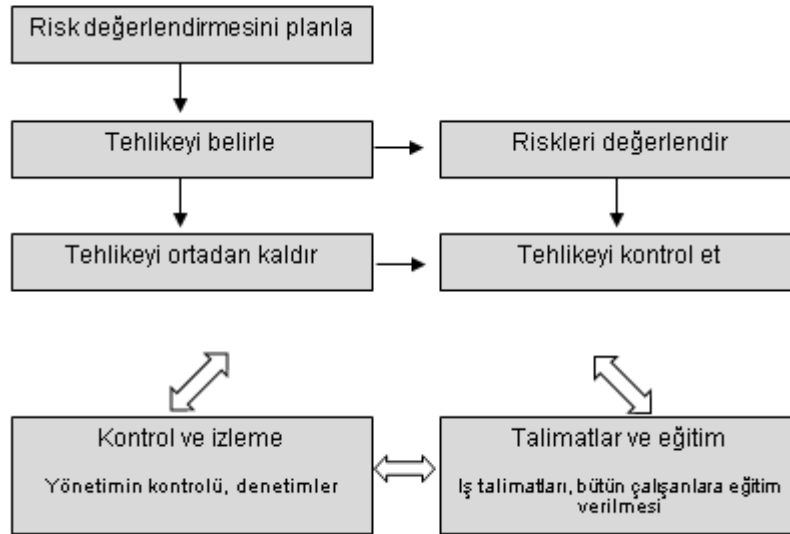 Risk değerlendirmesini planla
Tehlikeyi belirle
Riskleri değerlendir
Tehlikeyi ortadan kaldır
Tehlikeyi kontrol et
Kontrol ve izleme
Yönetimin kontrolü, denetimler
Talimatlar ve eğitim
Iş talimatları, bütün çalışanlara eğitim
verilmesi